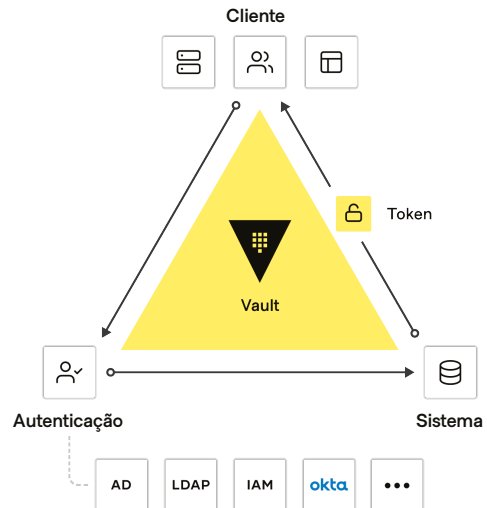 Cliente
Token
Vault
Autenticação
Sistema
AD
LDAP
IAM
okta